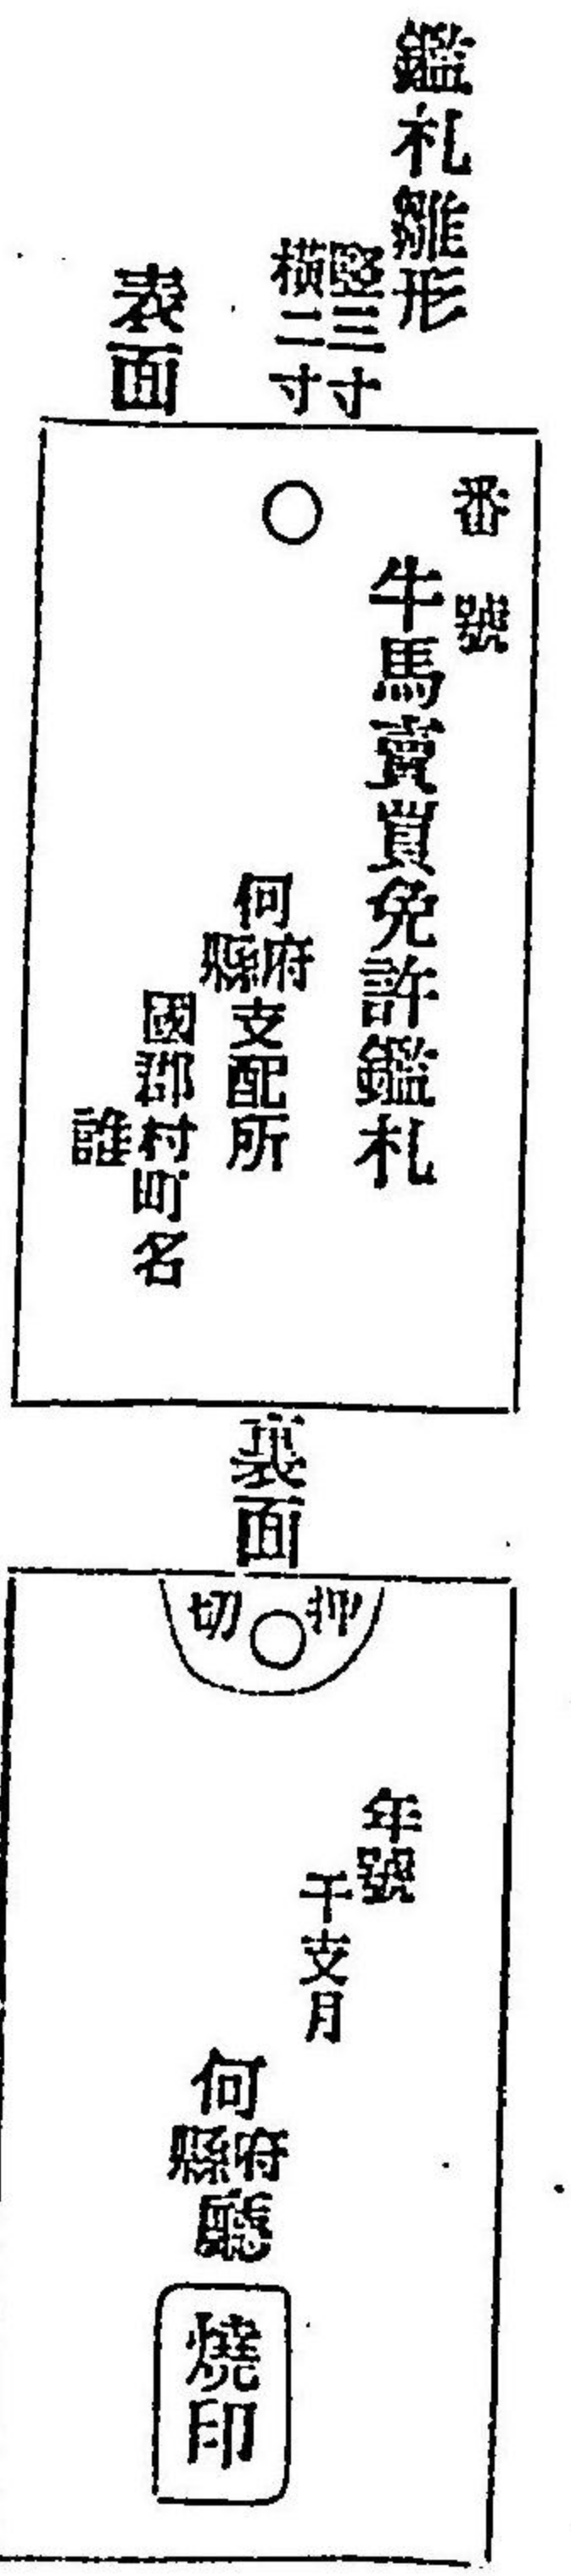 鑑札雛形
竪三寸
横二寸
表面
番號
牛馬賣買免許鑑札
何府縣支配所
國郡村町名
誰
裏面
押切
年號
干支月
何府縣廳
燒印